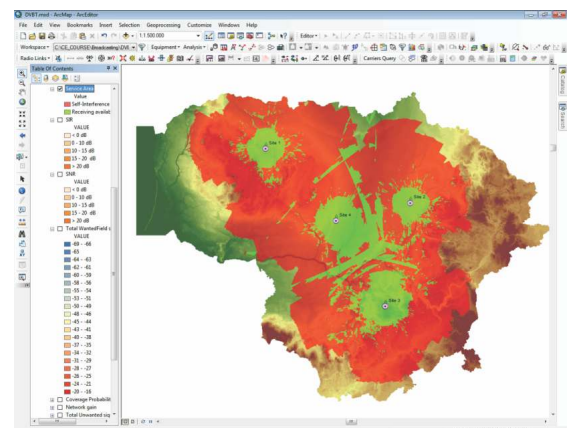 DVBT.mxd - ArcMap - ArcEditor
File Edit View Bookmarks Insert Selection Geoprocessing Customize Windows Help
1:1 500 000
Editor
Workspace
Equipment Analysis
Radio Links
Carriers Query
Table Of Contents
Service Area
Value
Self-Interference
Receiving availab
SIR
VALUE
< 0 dB
0 - 10 dB
10 - 15 dB
15 - 20 dB
> 20 dB
SNR
VALUE
< 0 dB
0 - 10 dB
10 - 15 dB
15 - 20 dB
> 20 dB
Total WantedField s
VALUE
-69 - -66
-65
-64 - -63
-62 - -61
-60 - -59
-58 - -56
-55 - -54
-53 - -51
-50 - -49
-48 - -46
-45 - -44
-43 - -41
-40 - -38
-37 - -35
-34 - -32
-31 - -29
-28 - -27
-26 - -25
-24 - -21
-20 - -16
Coverage Probabilit
Network gain
Total Unwanted sig
Site 1
Site 2
Site 4
Site 3
Catalog
Search